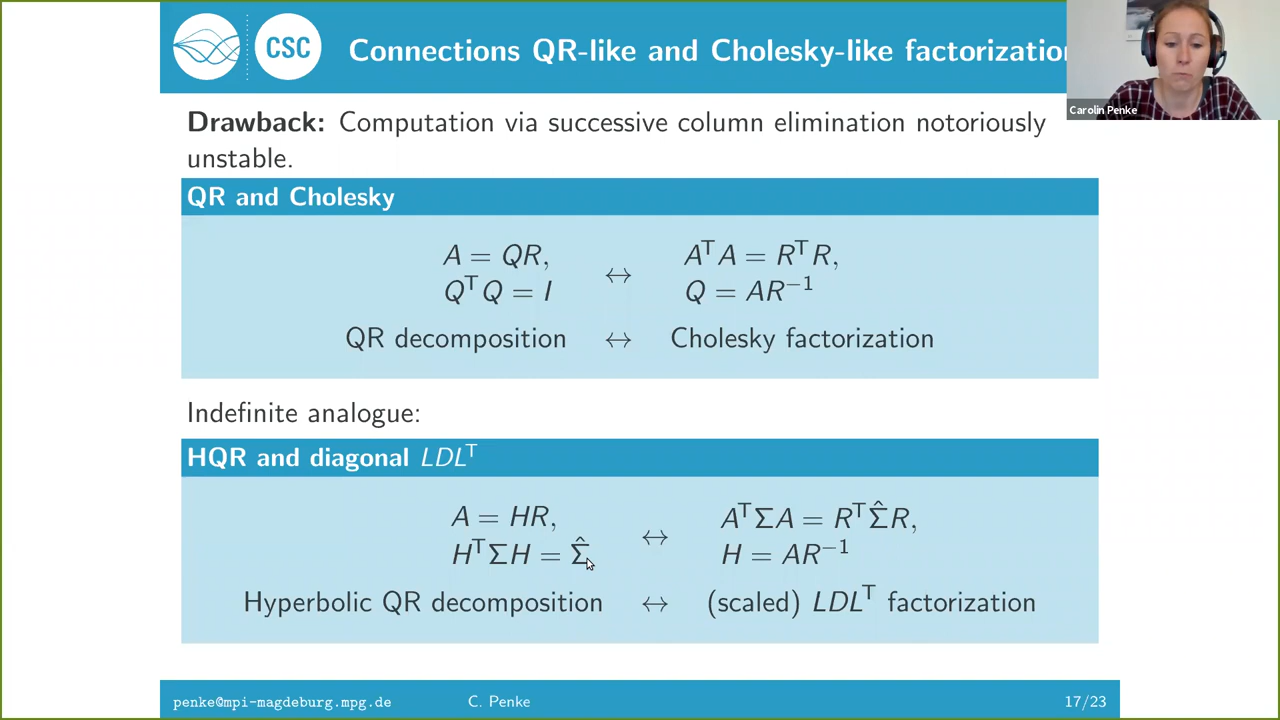 CSC
Connections QR-like and Cholesky-like factorization
Carolin Penke
Drawback: Computation via successive column elimination notoriously
unstable.
QR and Cholesky
A = QR, AᵀA = RᵀR,
↔
QᵀQ = I Q = AR⁻¹
QR decomposition ↔ Cholesky factorization
Indefinite analogue:
HQR and diagonal LDLᵀ
A = HR, AᵀΣA = RᵀΣ̂R,
↔
HᵀΣH = Σ̂ H = AR⁻¹
Hyperbolic QR decomposition ↔ (scaled) LDLᵀ factorization
penke@mpi-magdeburg.mpg.de C. Penke 17/23